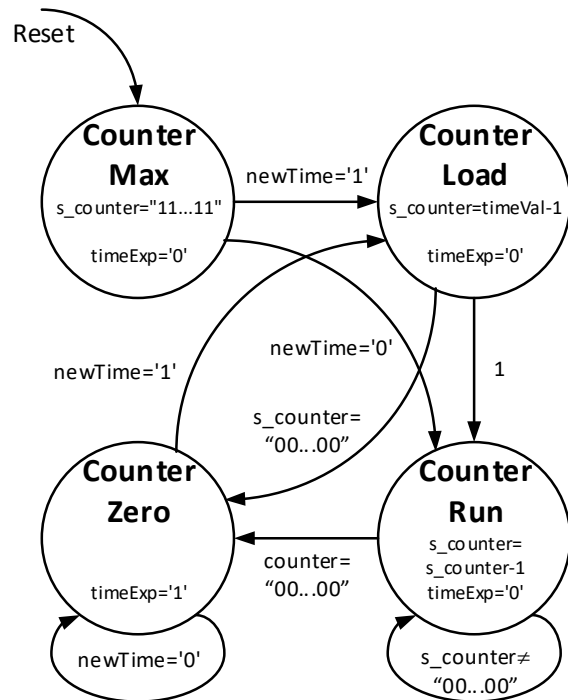 Reset
Counter
Max
s_counter="11...11"
timeExp='0'
newTime='1'
Counter
Load
s_counter=timeVal-1
timeExp='0'
newTime='1'
newTime='0'
1
s_counter=
“00...00”
Counter
Zero
timeExp='1'
counter=
“00...00”
Counter
Run
s_counter=
s_counter-1
timeExp='0'
newTime='0'
s_counter≠
“00...00”